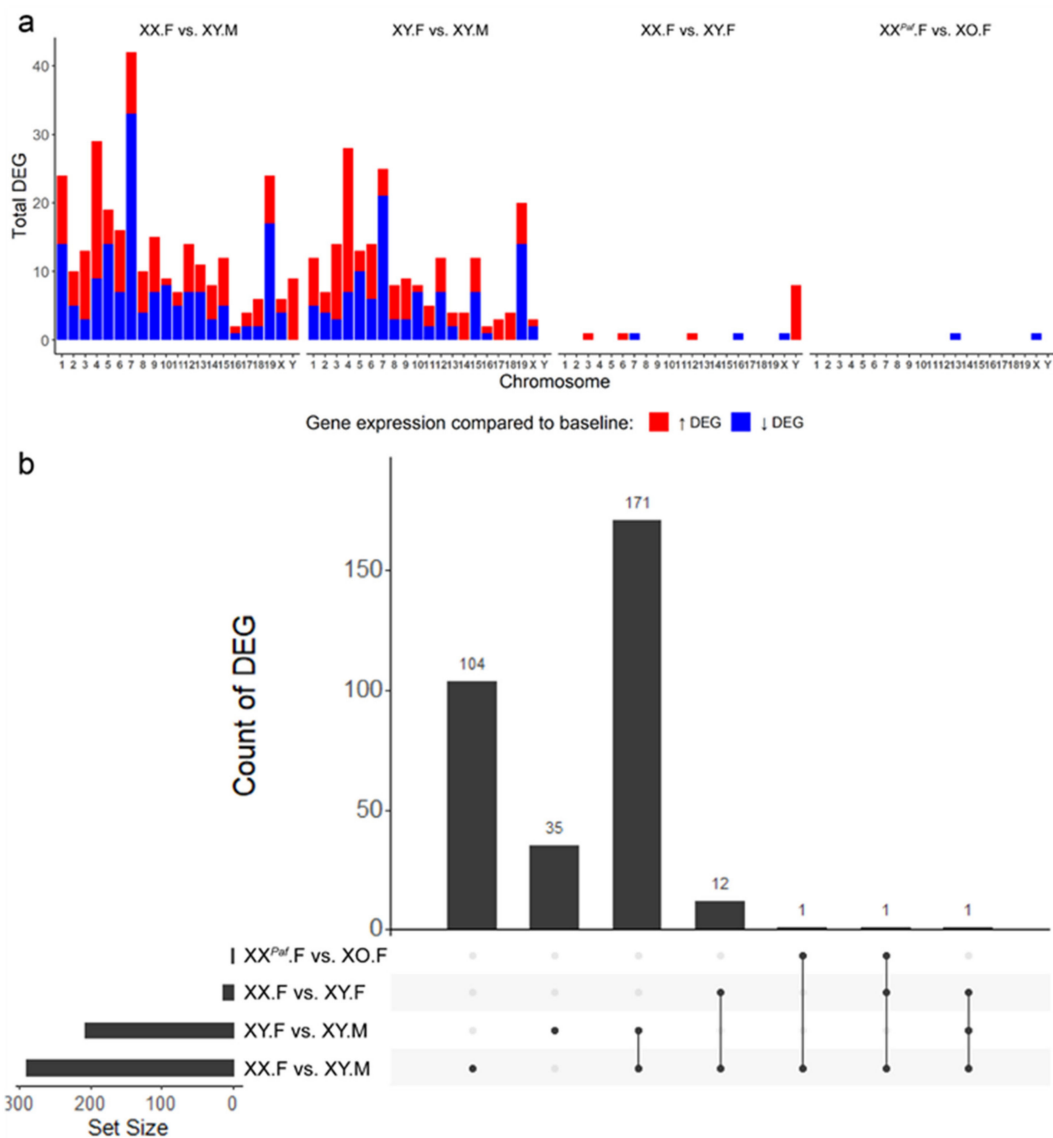 a
XX.F vs. XY.M
XY.F vs. XY.M
XX.F vs. XY.F
XX^Paf.F vs. XO.F
Total DEG
40
30
20
10
0
1 2 3 4 5 6 7 8 9 10 11 12 13 14 15 16 17 18 19 X Y
1 2 3 4 5 6 7 8 9 10 11 12 13 14 15 16 17 18 19 X Y
1 2 3 4 5 6 7 8 9 10 11 12 13 14 15 16 17 18 19 X Y
1 2 3 4 5 6 7 8 9 10 11 12 13 14 15 16 17 18 19 X Y
Chromosome
Gene expression compared to baseline: ↑ DEG ↓ DEG
b
Count of DEG
150
100
50
0
104
35
171
12
1
1
1
XX^Paf.F vs. XO.F
XX.F vs. XY.F
XY.F vs. XY.M
XX.F vs. XY.M
300 200 100 0
Set Size